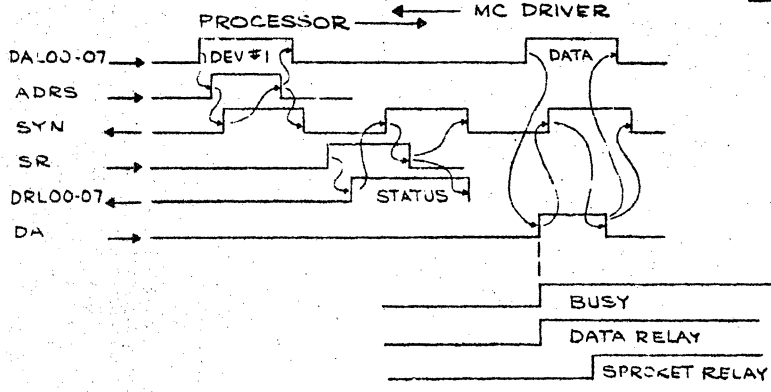 MC DRIVER
PROCESSOR
DAL00-07 DEV #1 DATA
ADRS
SYN
SR
DRL00-07 STATUS
DA
BUSY
DATA RELAY
SPROCKET RELAY